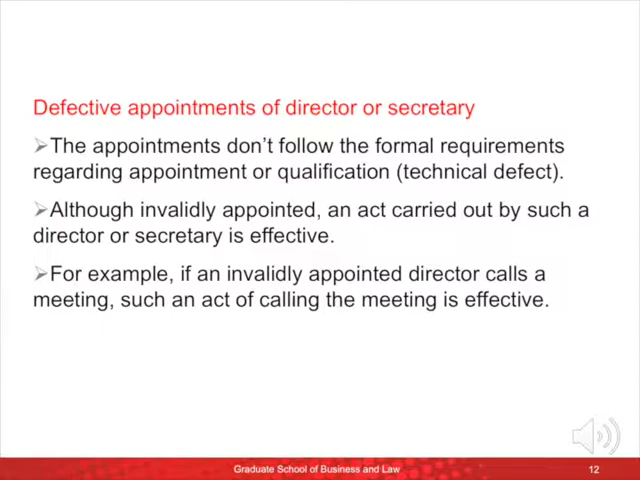 Defective appointments of director or secretary
➢The appointments don't follow the formal requirements
regarding appointment or qualification (technical defect).
➢Although invalidly appointed, an act carried out by such a
director or secretary is effective.
➢For example, if an invalidly appointed director calls a
meeting, such an act of calling the meeting is effective.
Graduate School of Business and Law
12